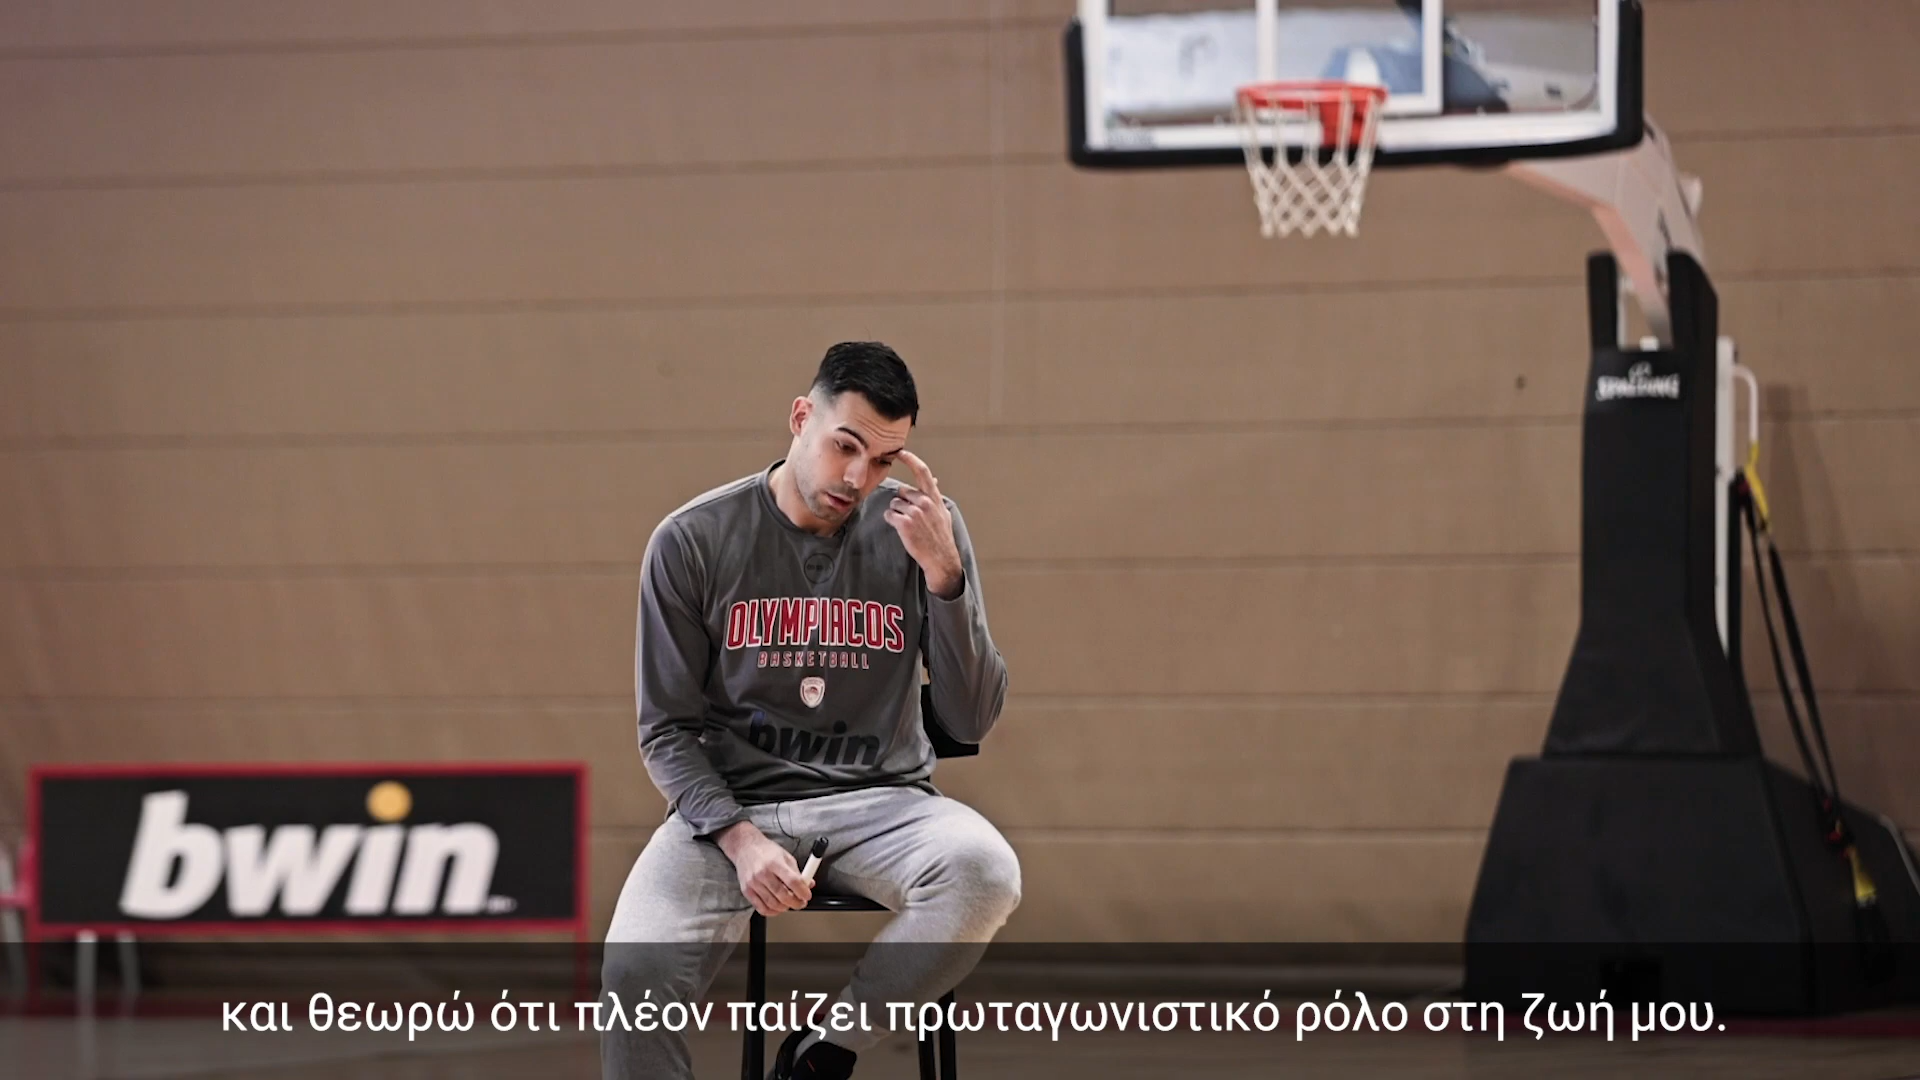 SPALDING
OLYMPIACOS
BASKETBALL
bwin
bwin
και θεωρώ ότι πλέον παίζει πρωταγωνιστικό ρόλο στη ζωή μου.